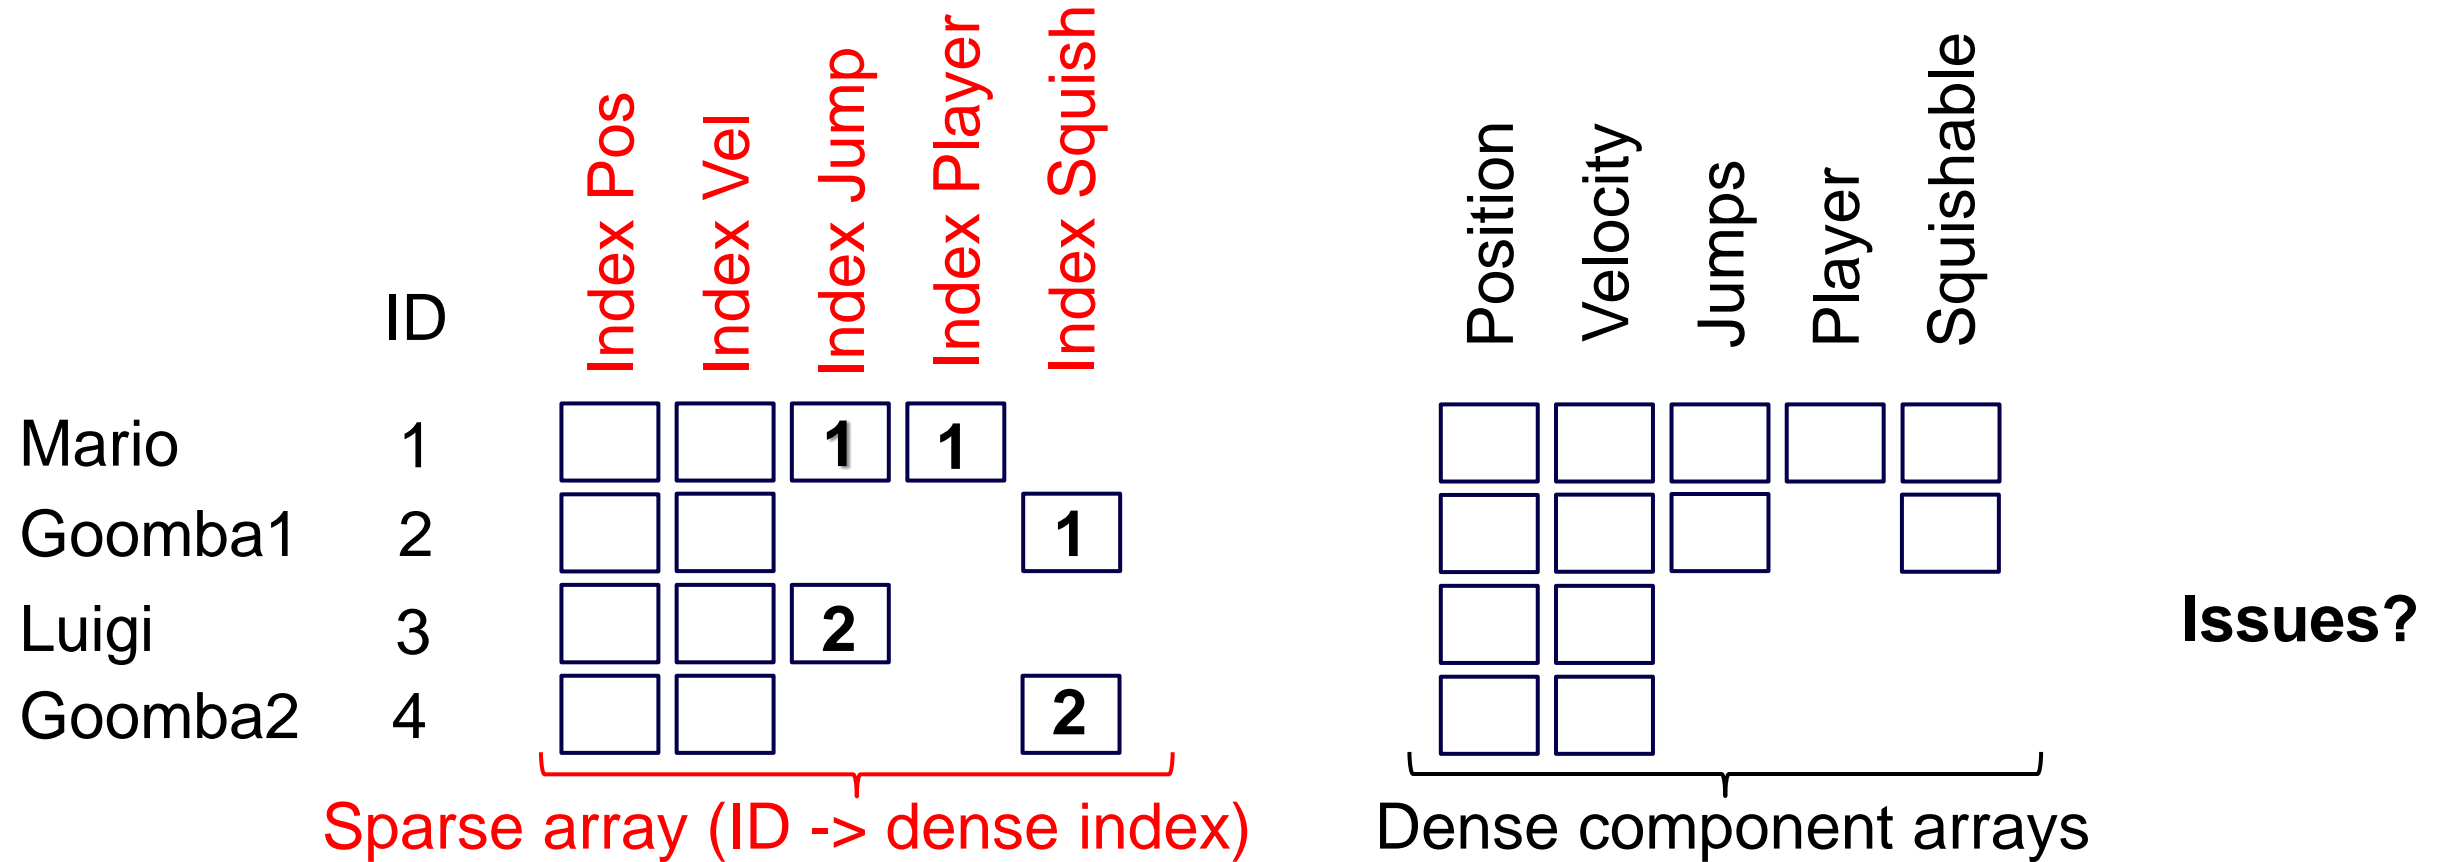 Index Pos
Index Vel
Index Jump
Index Player
Index Squish
Position
Velocity
Jumps
Player
Squishable
ID
Mario 1 1 1
Goomba1 2 1
Luigi 3 2
Issues?
Goomba2 4 2
Sparse array (ID -> dense index)
Dense component arrays